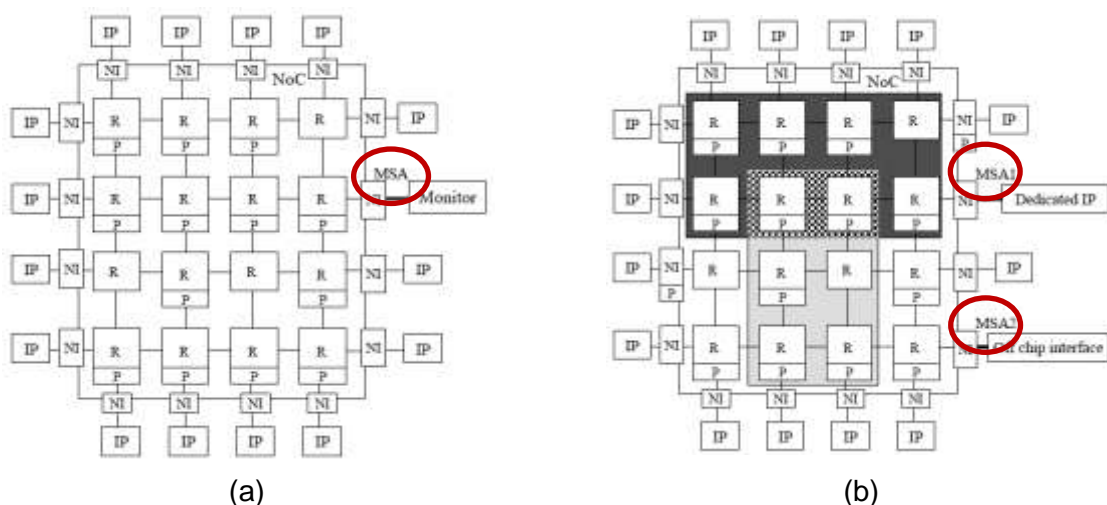 IP IP IP IP
NI NI NI NI
NoC
IP NI R R R R NI IP
P P P
MSA
IP NI R R R R Monitor
P P P P
IP NI R R R R NI IP
P P
IP NI R R R R NI IP
P P P P
NI NI NI NI
IP IP IP IP
(a)
IP IP IP IP
NI NI NI NI
NoC
IP NI R R R R NI IP
P P P P
MSA1
IP NI R R R R NI Dedicated IP
P P P P
IP NI R R R R NI IP
P P P
MSA2
IP NI R R R R NI chip interface
P P P P
NI NI NI NI
IP IP IP IP
(b)